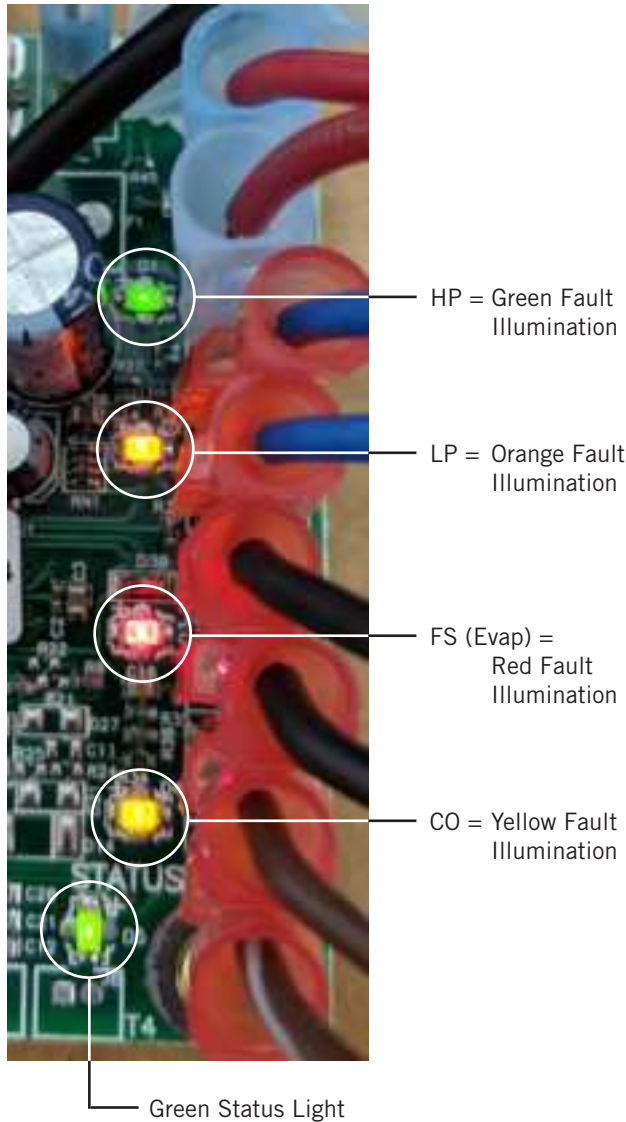 HP = Green Fault
Illumination
LP = Orange Fault
Illumination
FS (Evap) =
Red Fault
Illumination
CO = Yellow Fault
Illumination
STATUS
T4
Green Status Light